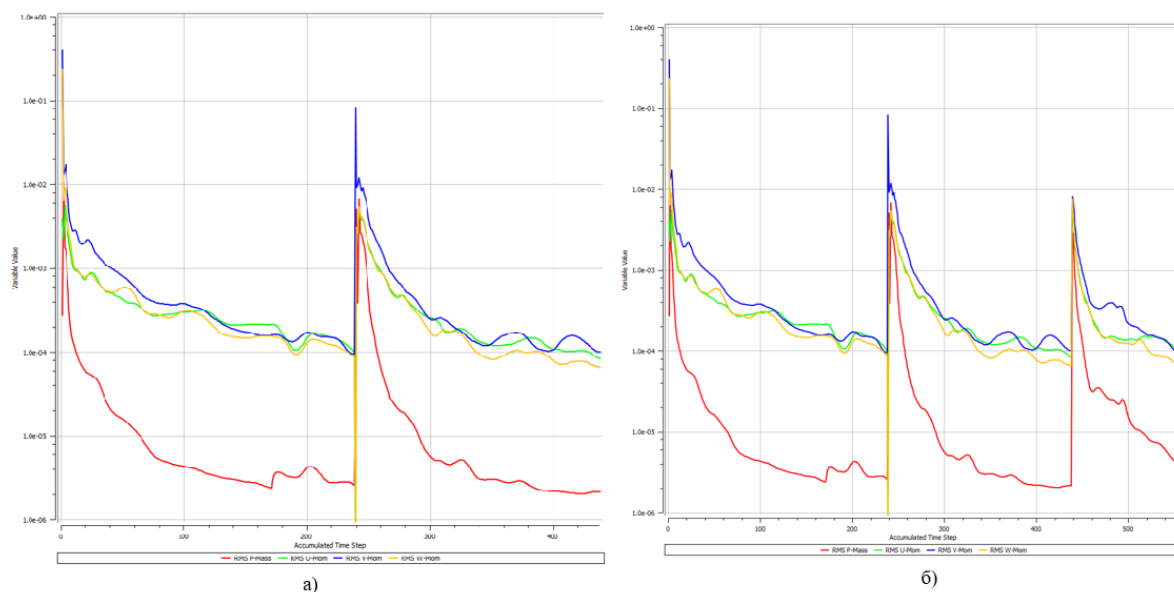 1.0e+00
1.0e-01
1.0e-02
1.0e-03
1.0e-04
1.0e-05
1.0e-06
Variable Value
0
100
200
300
400
Accumulated Time Step
RMS P-Mass RMS U-Mom RMS V-Mom RMS W-Mom
а)
1.0e+00
1.0e-01
1.0e-02
1.0e-03
1.0e-04
1.0e-05
1.0e-06
Variable Value
0
100
200
300
400
500
Accumulated Time Step
RMS P-Mass RMS U-Mom RMS V-Mom RMS W-Mom
б)